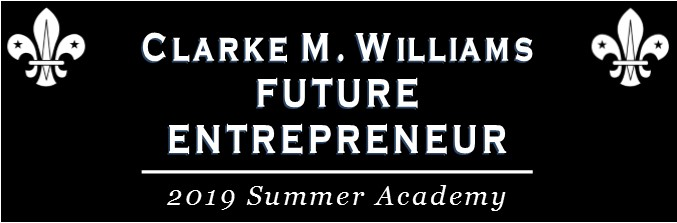 CLARKE M. WILLIAMS
FUTURE
ENTREPRENEUR
2019 Summer Academy